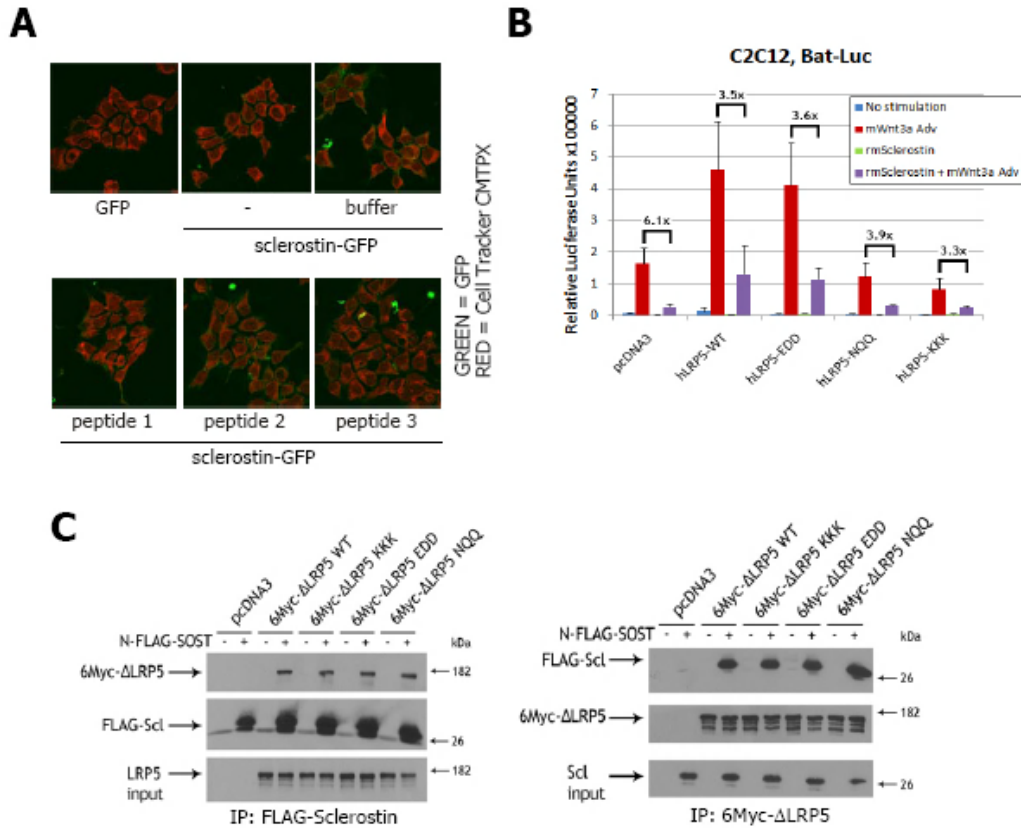 A
GFP
-
buffer
sclerostin-GFP
peptide 1
peptide 2
peptide 3
sclerostin-GFP
GREEN = GFP
RED = Cell Tracker CMTPX
B
C2C12, Bat-Luc
Relative Luciferase Units x100000
7
6
5
4
3
2
1
0
6.1x
3.5x
3.6x
3.9x
3.3x
No stimulation
mWnt3a Adv
rmSclerostin
rmSclerostin + mWnt3a Adv
pcDNA3
hLRP5-WT
hLRP5-EDD
hLRP5-NQQ
hLRP5-KKK
C
pcDNA3
6Myc-ΔLRP5 WT
6Myc-ΔLRP5 KKK
6Myc-ΔLRP5 EDD
6Myc-ΔLRP5 NQQ
N-FLAG-SOST - + - + - + - + - + kDa
6Myc-ΔLRP5 182
FLAG-Scl
26
LRP5 182
input
IP: FLAG-Sclerostin
pcDNA3
6Myc-ΔLRP5 WT
6Myc-ΔLRP5 KKK
6Myc-ΔLRP5 EDD
6Myc-ΔLRP5 NQQ
N-FLAG-SOST - + - + - + - + - + kDa
FLAG-Scl
26
6Myc-ΔLRP5 182
Scl
input 26
IP: 6Myc-ΔLRP5